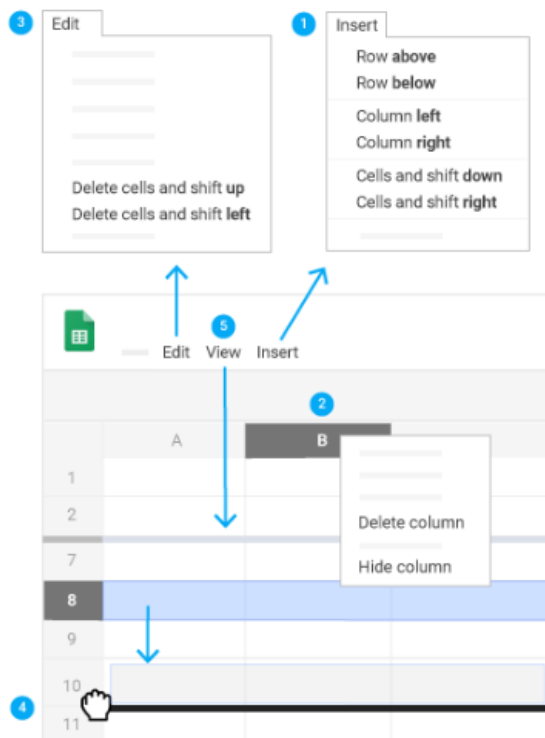 3 Edit
Delete cells and shift up
Delete cells and shift left
1 Insert
Row above
Row below
Column left
Column right
Cells and shift down
Cells and shift right
5
Edit View Insert
2
A B
1
2
7
8
9
10
11
Delete column
Hide column
4